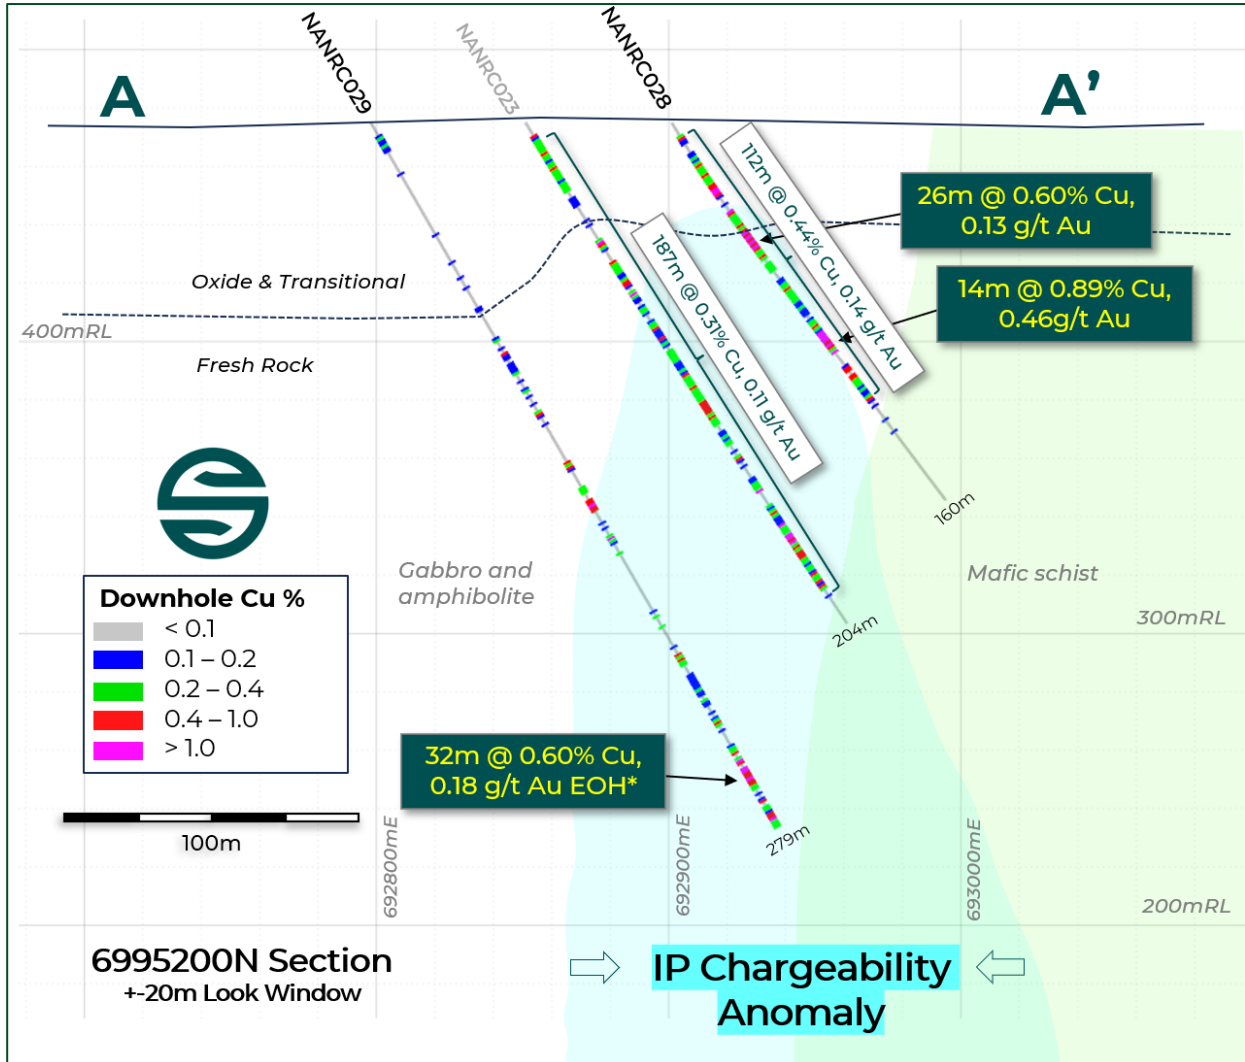 NANRC029
NANRC023
NANRC028
A
A’
112m @ 0.44% Cu, 0.14 g/t Au
26m @ 0.60% Cu,
0.13 g/t Au
187m @ 0.31% Cu, 0.11 g/t Au
14m @ 0.89% Cu,
0.46g/t Au
Oxide & Transitional
400mRL
Fresh Rock
160m
Gabbro and
amphibolite
Mafic schist
Downhole Cu %
< 0.1
0.1 – 0.2
0.2 – 0.4
0.4 – 1.0
> 1.0
300mRL
204m
32m @ 0.60% Cu,
0.18 g/t Au EOH*
279m
100m
692800mE
692900mE
693000mE
200mRL
6995200N Section
+-20m Look Window
IP Chargeability
Anomaly